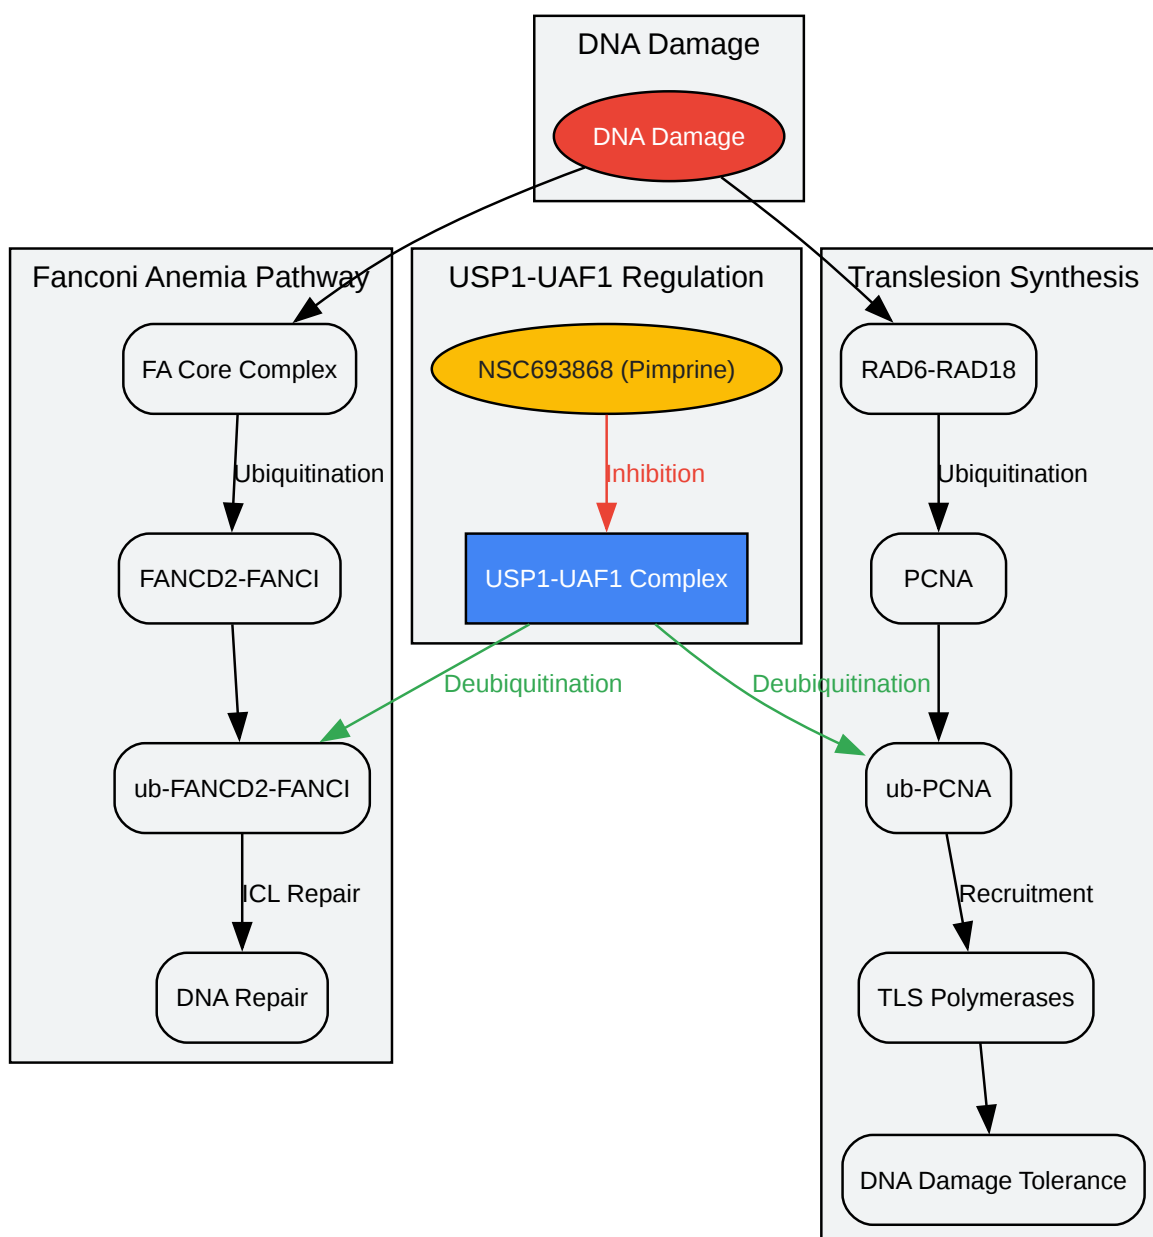 DNA Damage
DNA Damage
Fanconi Anemia Pathway
USP1-UAF1 Regulation
Translesion Synthesis
FA Core Complex
NSC693868 (Pimprine)
RAD6-RAD18
Ubiquitination
Inhibition
Ubiquitination
FANCD2-FANCI
USP1-UAF1 Complex
PCNA
Deubiquitination
Deubiquitination
ub-FANCD2-FANCI
ub-PCNA
ICL Repair
Recruitment
DNA Repair
TLS Polymerases
DNA Damage Tolerance